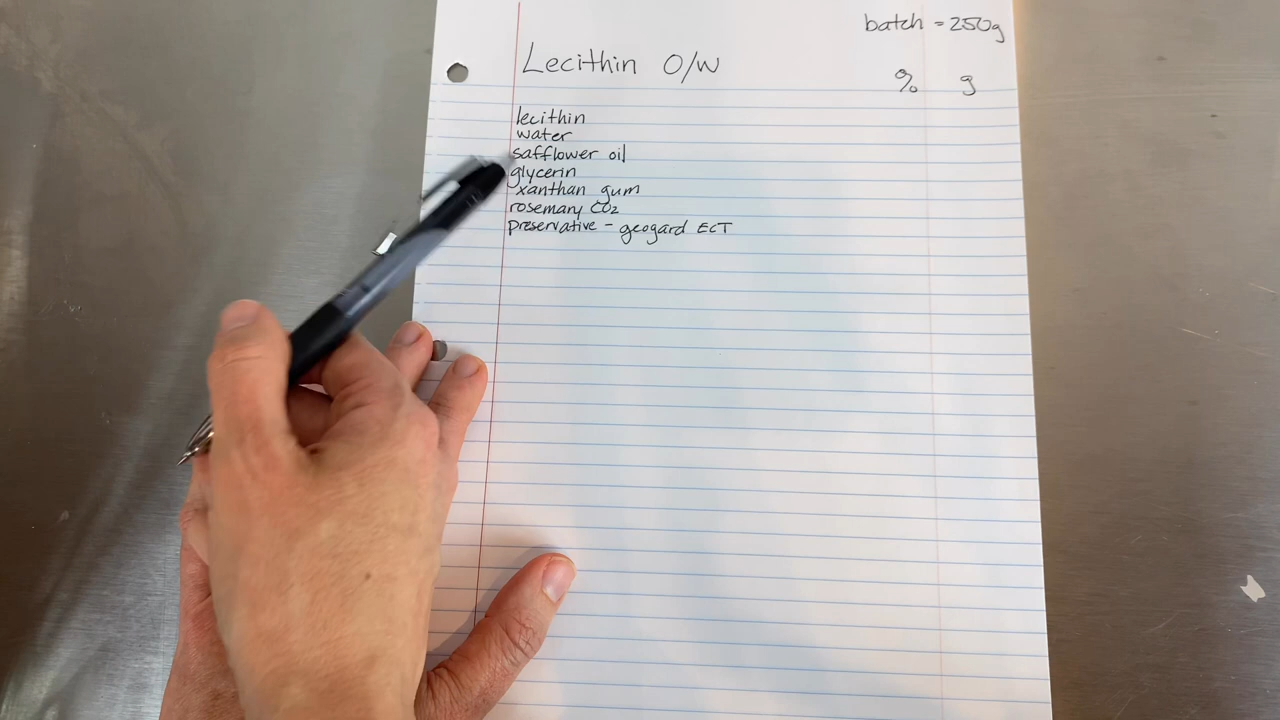 batch = 250g
Lecithin O/W
% g
lecithin
water
safflower oil
glycerin
xanthan gum
rosemary CO2
preservative - geogard ECT